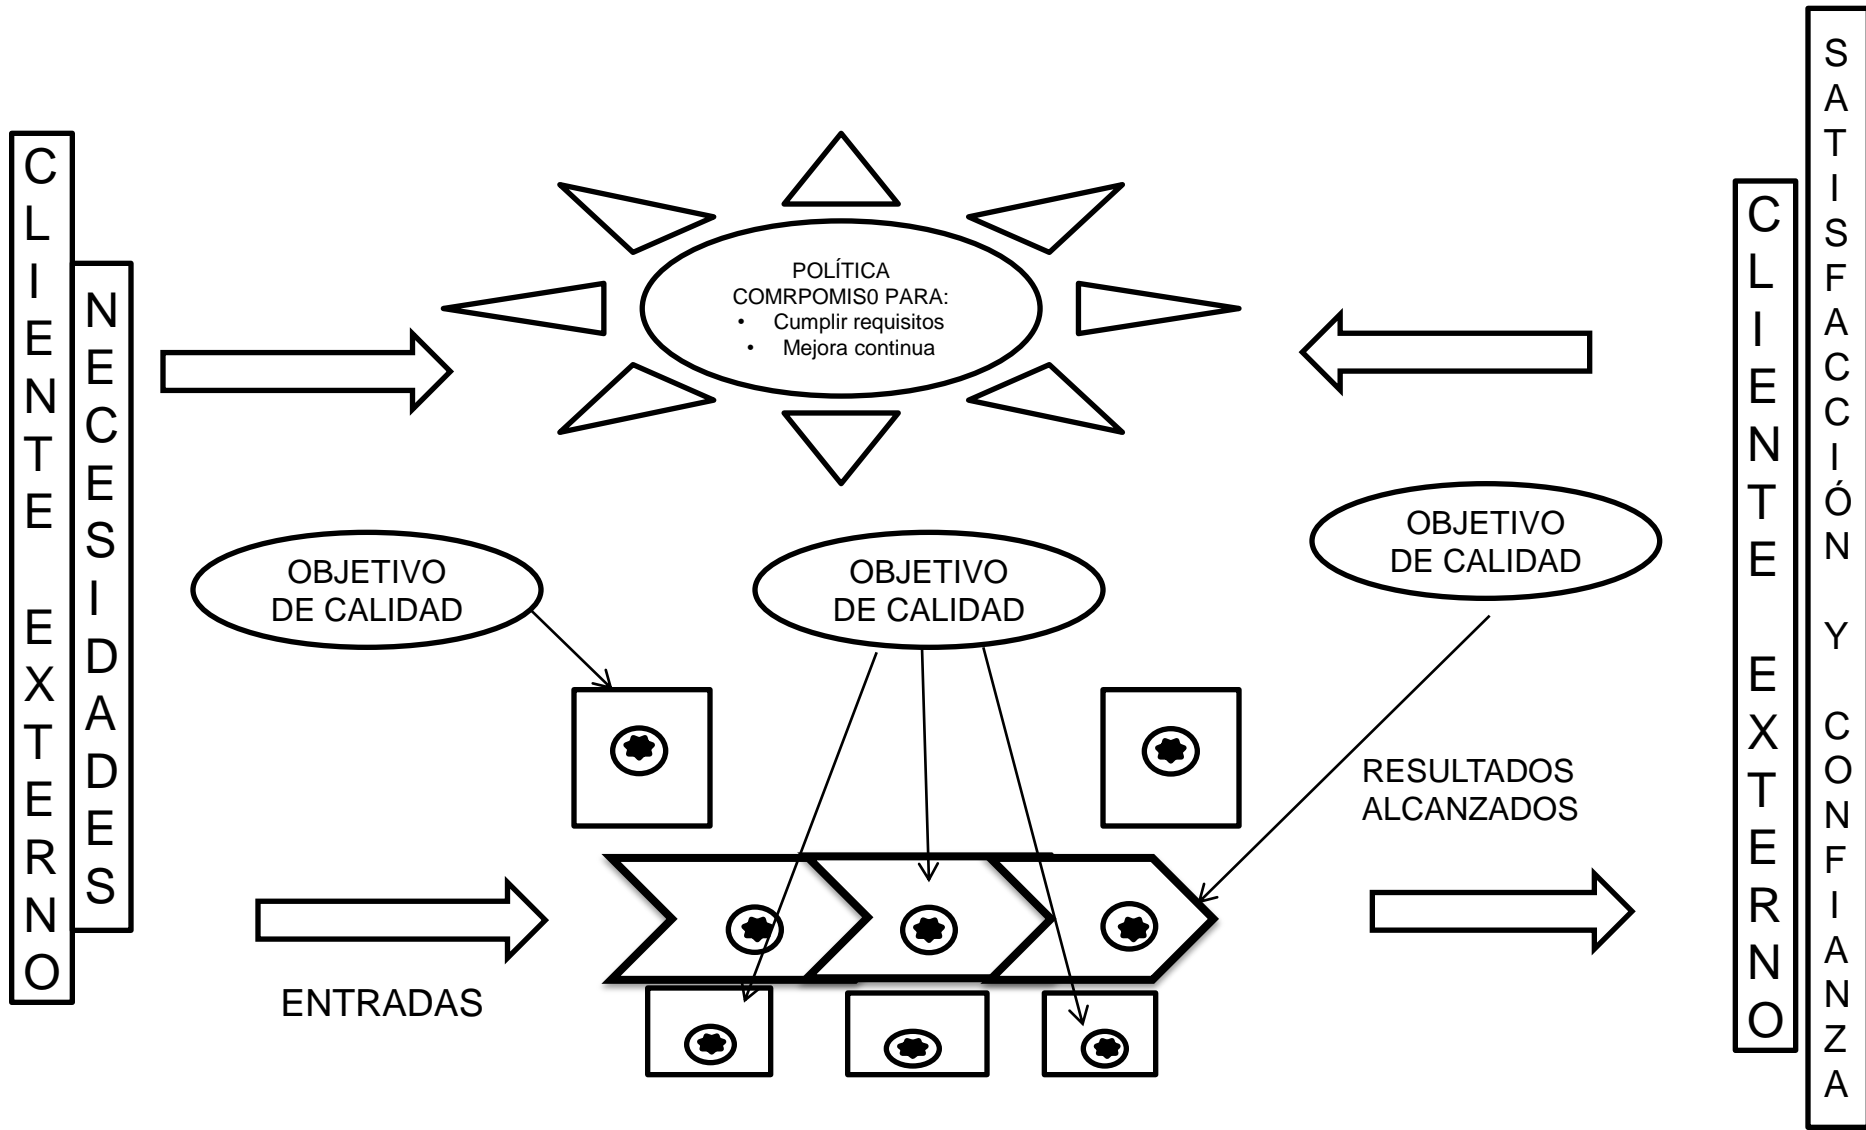 CLIENTE EXTERNO
NECESIDADES
POLÍTICA
COMRPOMIS0 PARA:
• Cumplir requisitos
• Mejora continua
OBJETIVO
DE CALIDAD
OBJETIVO
DE CALIDAD
OBJETIVO
DE CALIDAD
ENTRADAS
RESULTADOS
ALCANZADOS
CLIENTE EXTERNO
SATISFACCIÓN Y CONFIANZA